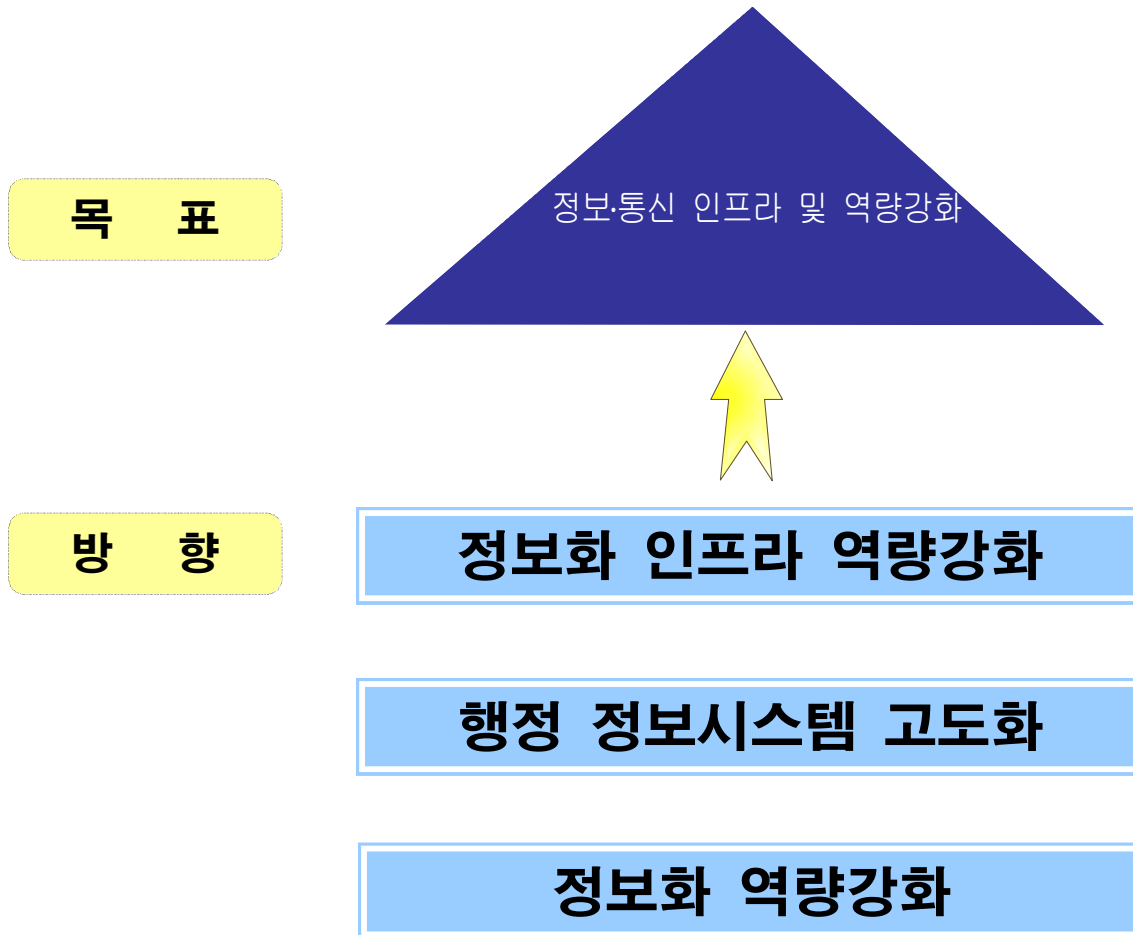 목 표
정보·통신 인프라 및 역량강화
방 향
정보화 인프라 역량강화
행정 정보시스템 고도화
정보화 역량강화